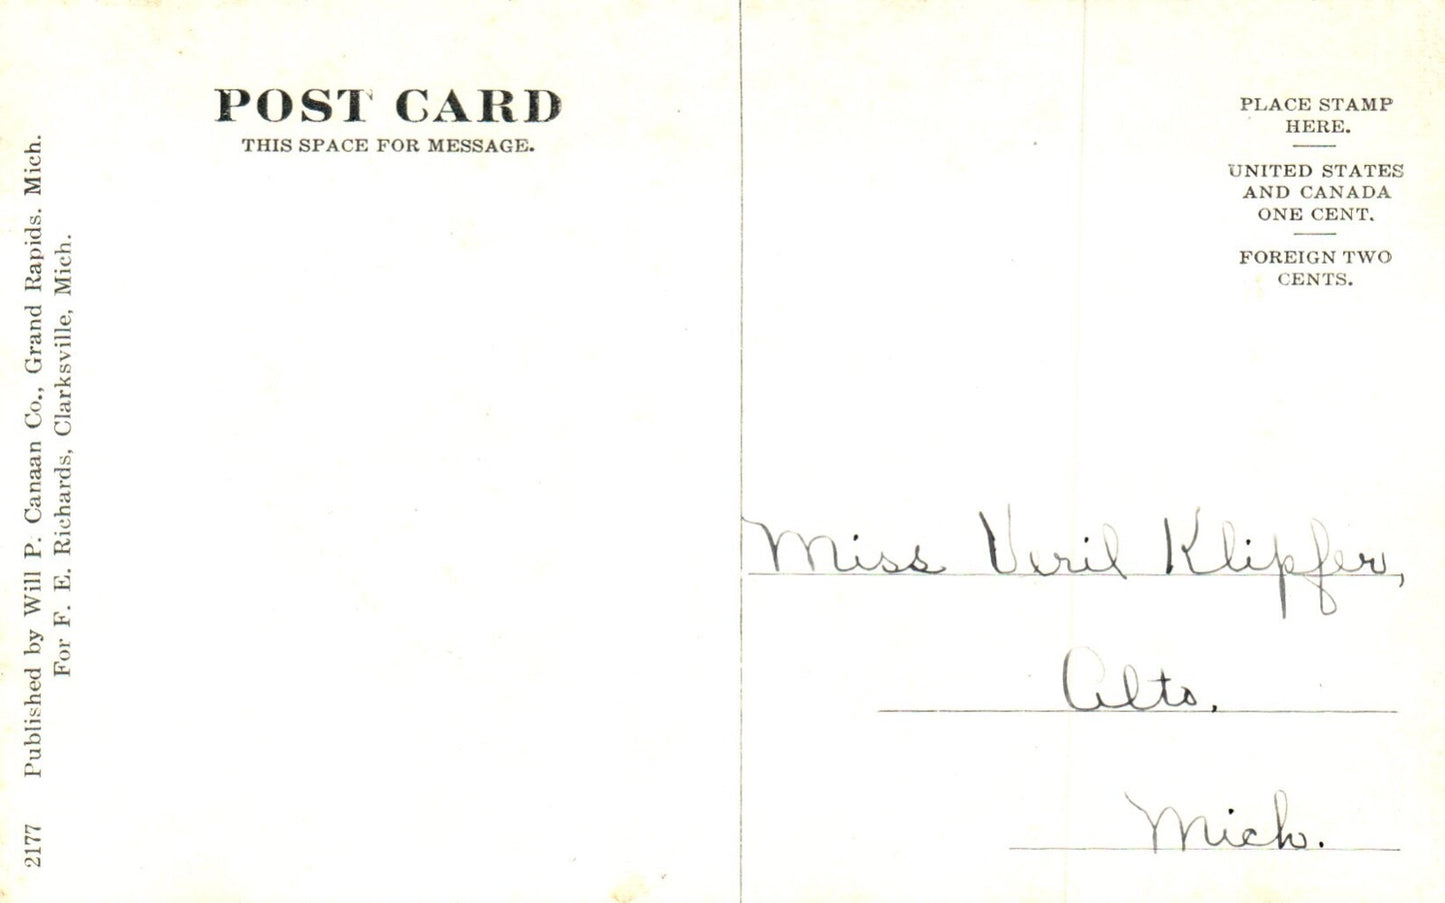 POST CARD
THIS SPACE FOR MESSAGE.
PLACE STAMP
HERE.
UNITED STATES
AND CANADA
ONE CENT.
FOREIGN TWO
CENTS.
Miss Veril Klipfer,
Alto,
Mich.
2177 Published by Will P. Canaan Co., Grand Rapids. Mich.
For F. E. Richards, Clarksville, Mich.